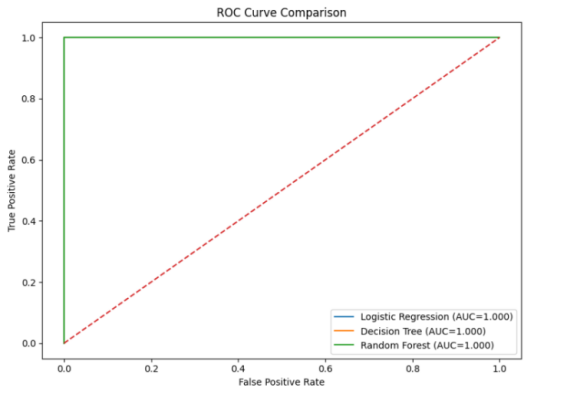 ROC Curve Comparison
1.0
0.8
0.6
0.4
0.2
0.0
True Positive Rate
Logistic Regression (AUC=1.000)
Decision Tree (AUC=1.000)
Random Forest (AUC=1.000)
0.0 0.2 0.4 0.6 0.8 1.0
False Positive Rate